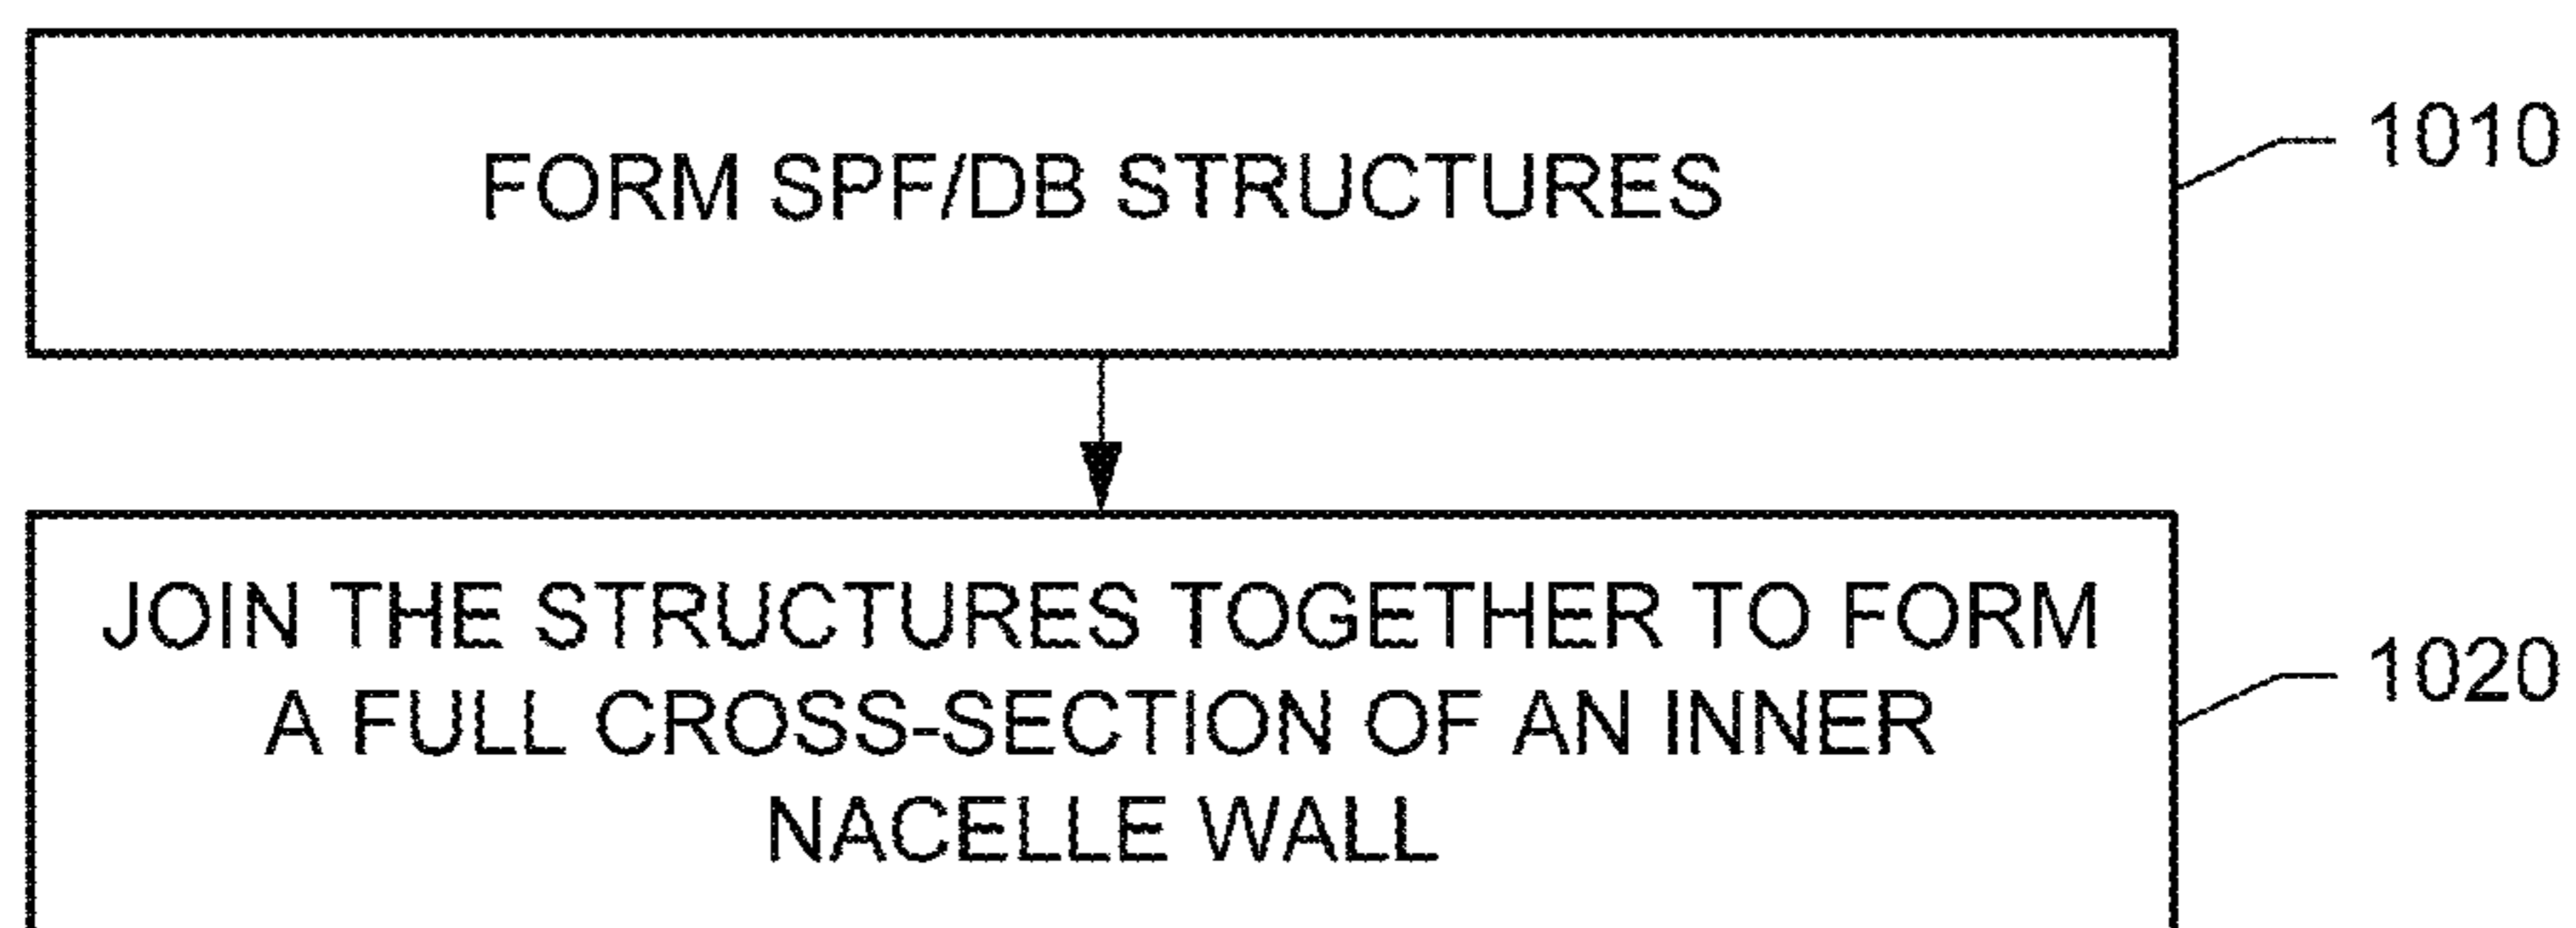 FORM SPF/DB STRUCTURES
1010
JOIN THE STRUCTURES TOGETHER TO FORM
A FULL CROSS-SECTION OF AN INNER
NACELLE WALL
1020